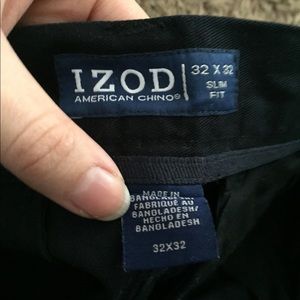 IZOD
AMERICAN CHINO®
32 X 32
SLIM
FIT
MADE IN
BANGLADESH/
FABRIQUÉ AU
BANGLADESH/
HECHO EN
BANGLADESH
32X32